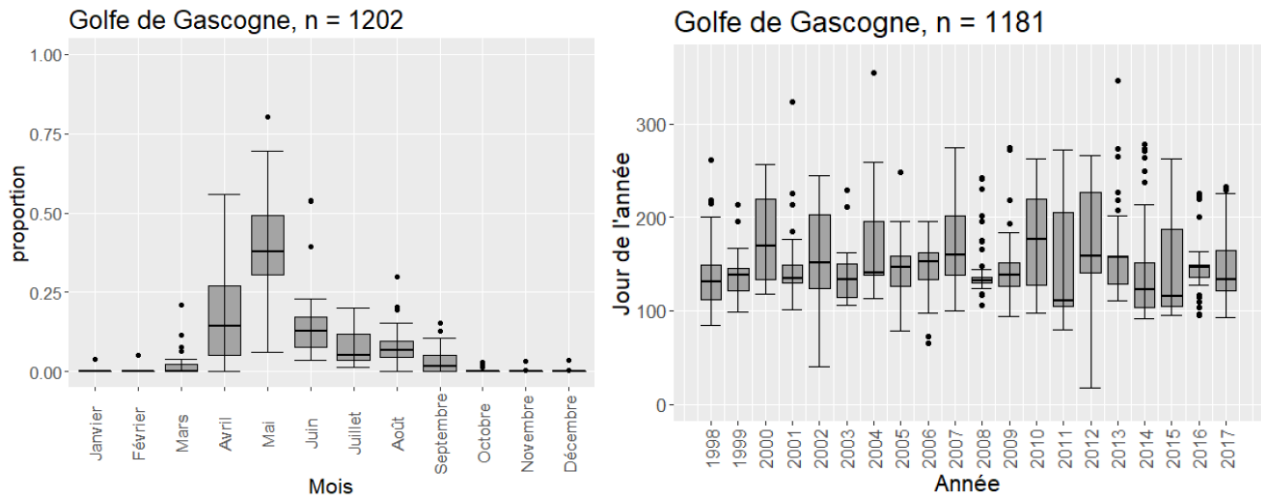 Golfe de Gascogne, n = 1202
proportion
1.00
0.75
0.50
0.25
0.00
Janvier
Février
Mars
Avril
Mai
Juin
Juillet
Août
Septembre
Octobre
Novembre
Décembre
Mois
Golfe de Gascogne, n = 1181
Jour de l'année
300
200
100
0
1998
1999
2000
2001
2002
2003
2004
2005
2006
2007
2008
2009
2010
2011
2012
2013
2014
2015
2016
2017
Année